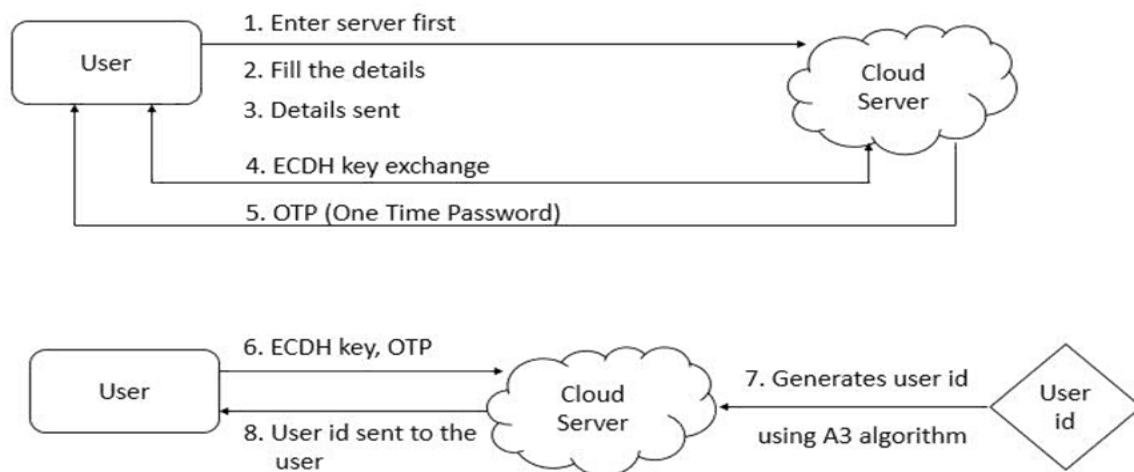 1. Enter server first
User
2. Fill the details
Cloud
Server
3. Details sent
4. ECDH key exchange
5. OTP (One Time Password)
6. ECDH key, OTP
User
Cloud
Server
7. Generates user id
using A3 algorithm
User
id
8. User id sent to the
user